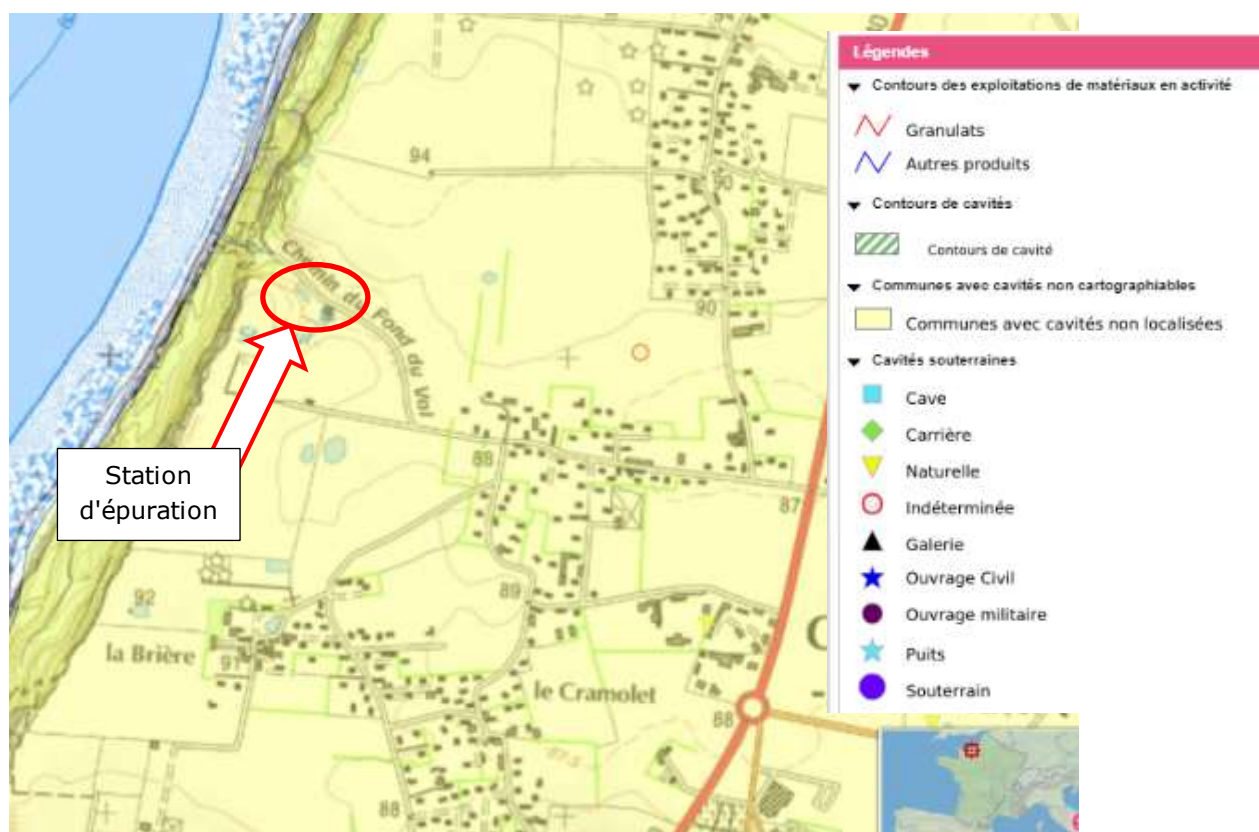 94
90
75
Chemin du Fond du Val
90
Station
d'épuration
88
87
92
89
la Brière
91
le Cramolet
88
88
Légendes
Contours des exploitations de matériaux en activité
Granulats
Autres produits
Contours de cavités
Contours de cavité
Communes avec cavités non cartographiables
Communes avec cavités non localisées
Cavités souterraines
Cave
Carrière
Naturelle
Indéterminée
Galerie
Ouvrage Civil
Ouvrage militaire
Puits
Souterrain